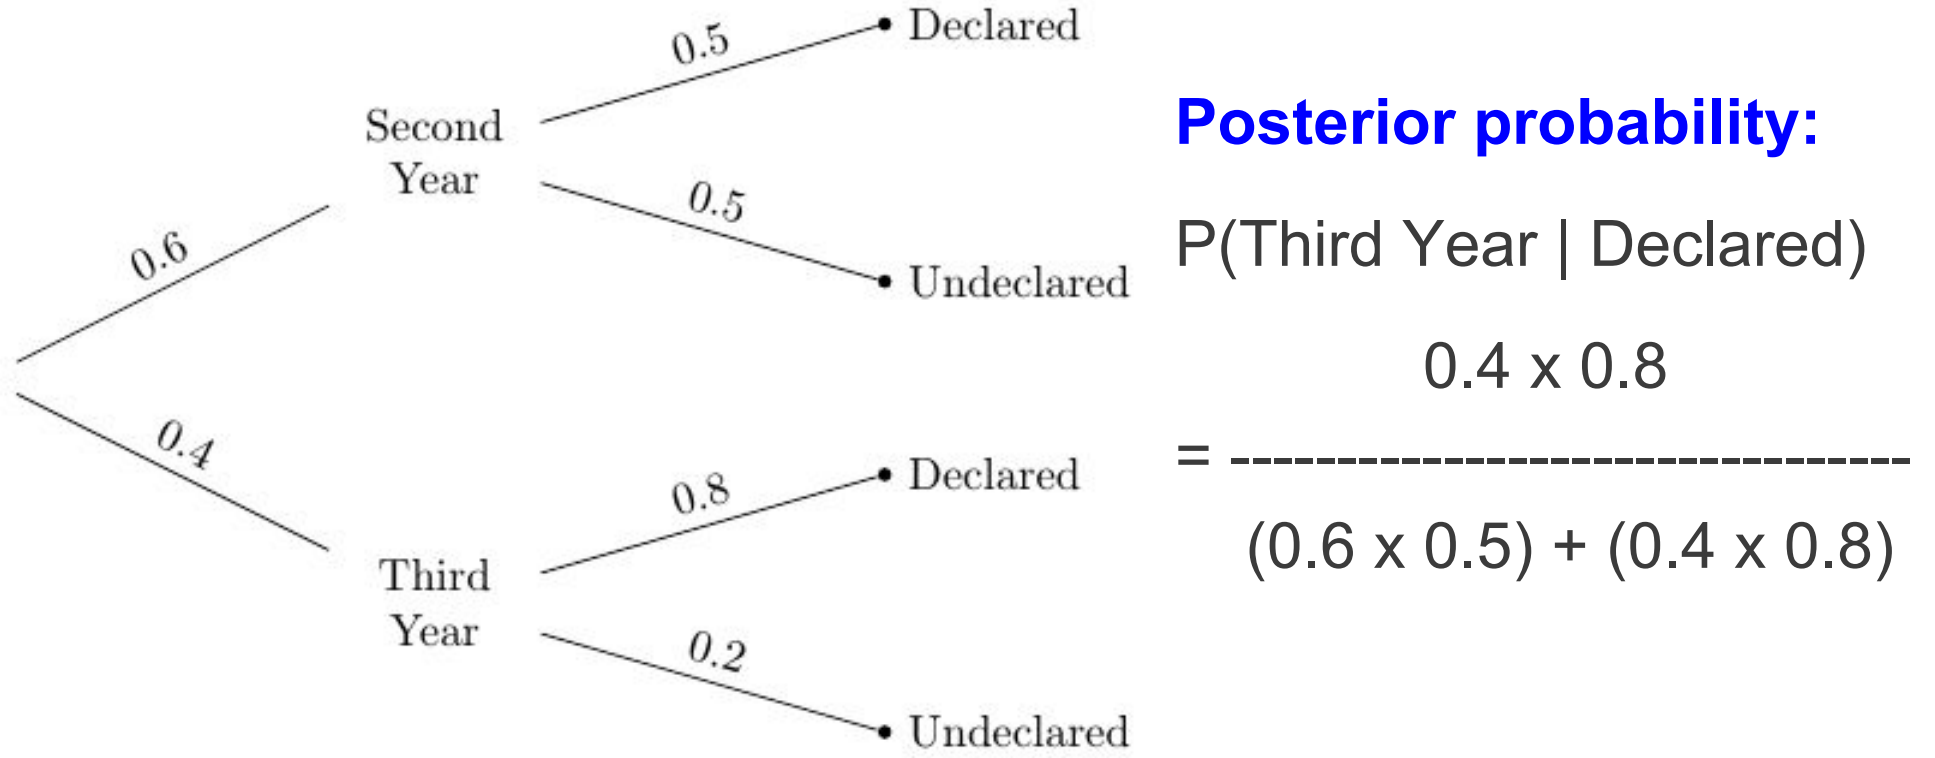 0.6
0.4
Second
Year
Third
Year
0.5
0.5
0.8
0.2
Declared
Undeclared
Declared
Undeclared
Posterior probability:
P(Third Year | Declared)
0.4 x 0.8
= --------------------------------
(0.6 x 0.5) + (0.4 x 0.8)